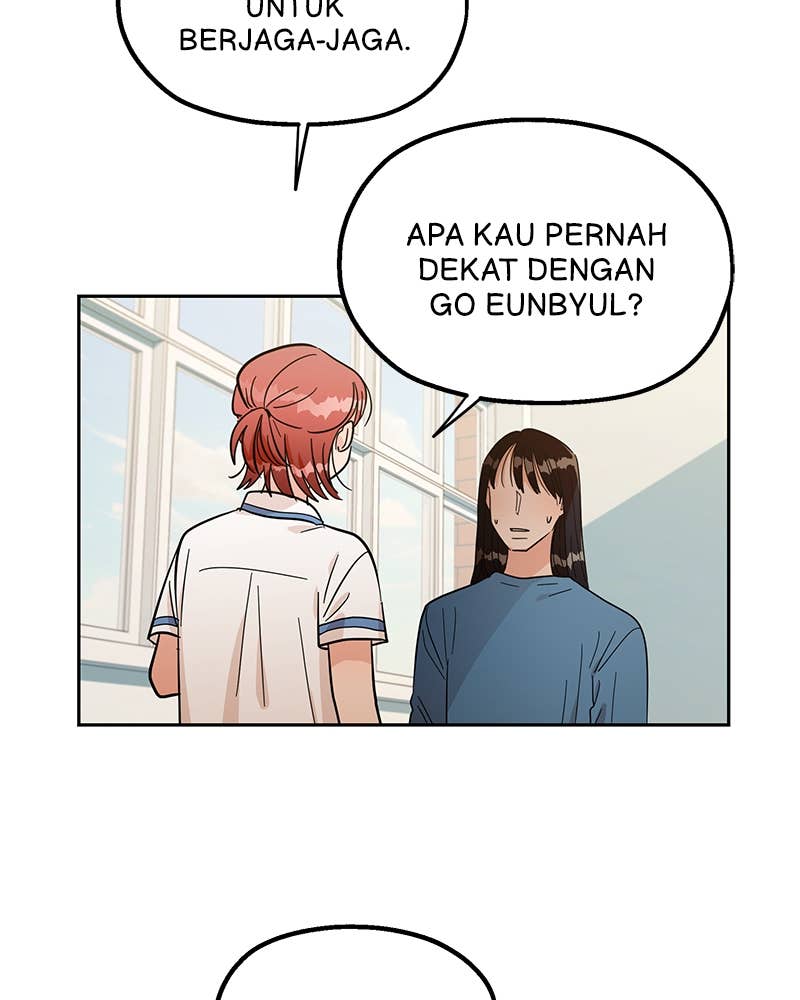 UNTUK
BERJAGA-JAGA.
APA KAU PERNAH
DEKAT DENGAN
GO EUNBYUL?